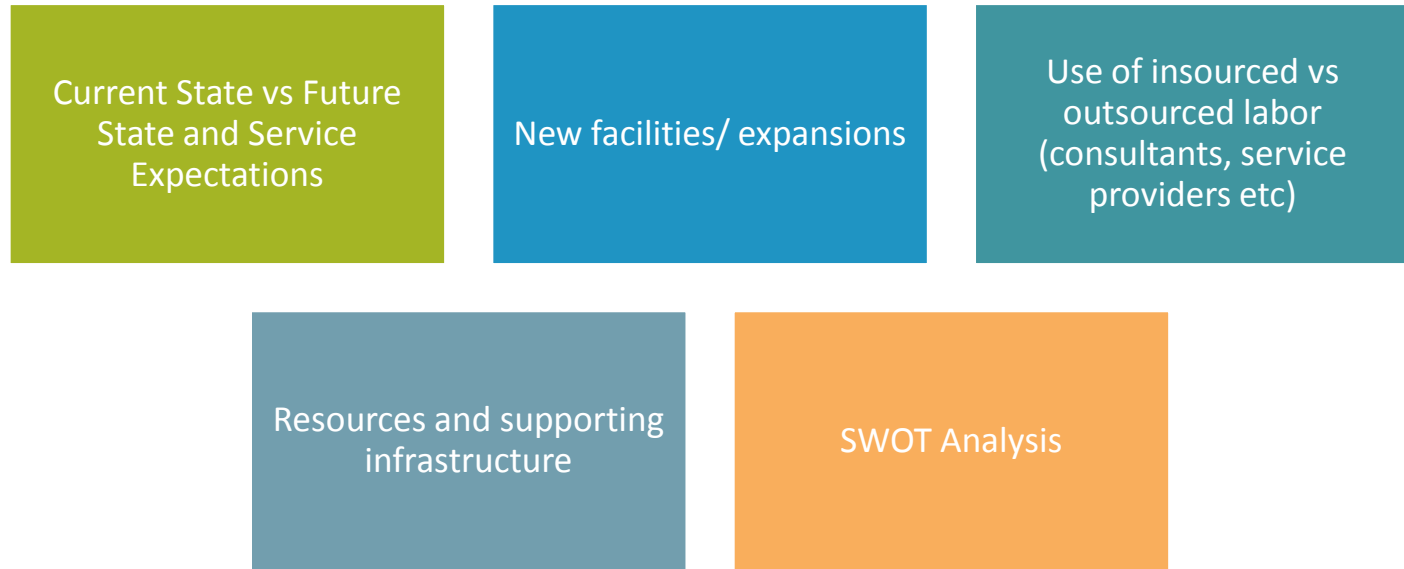 Current State vs Future
State and Service
Expectations
New facilities/ expansions
Use of insourced vs
outsourced labor
(consultants, service
providers etc)
Resources and supporting
infrastructure
SWOT Analysis